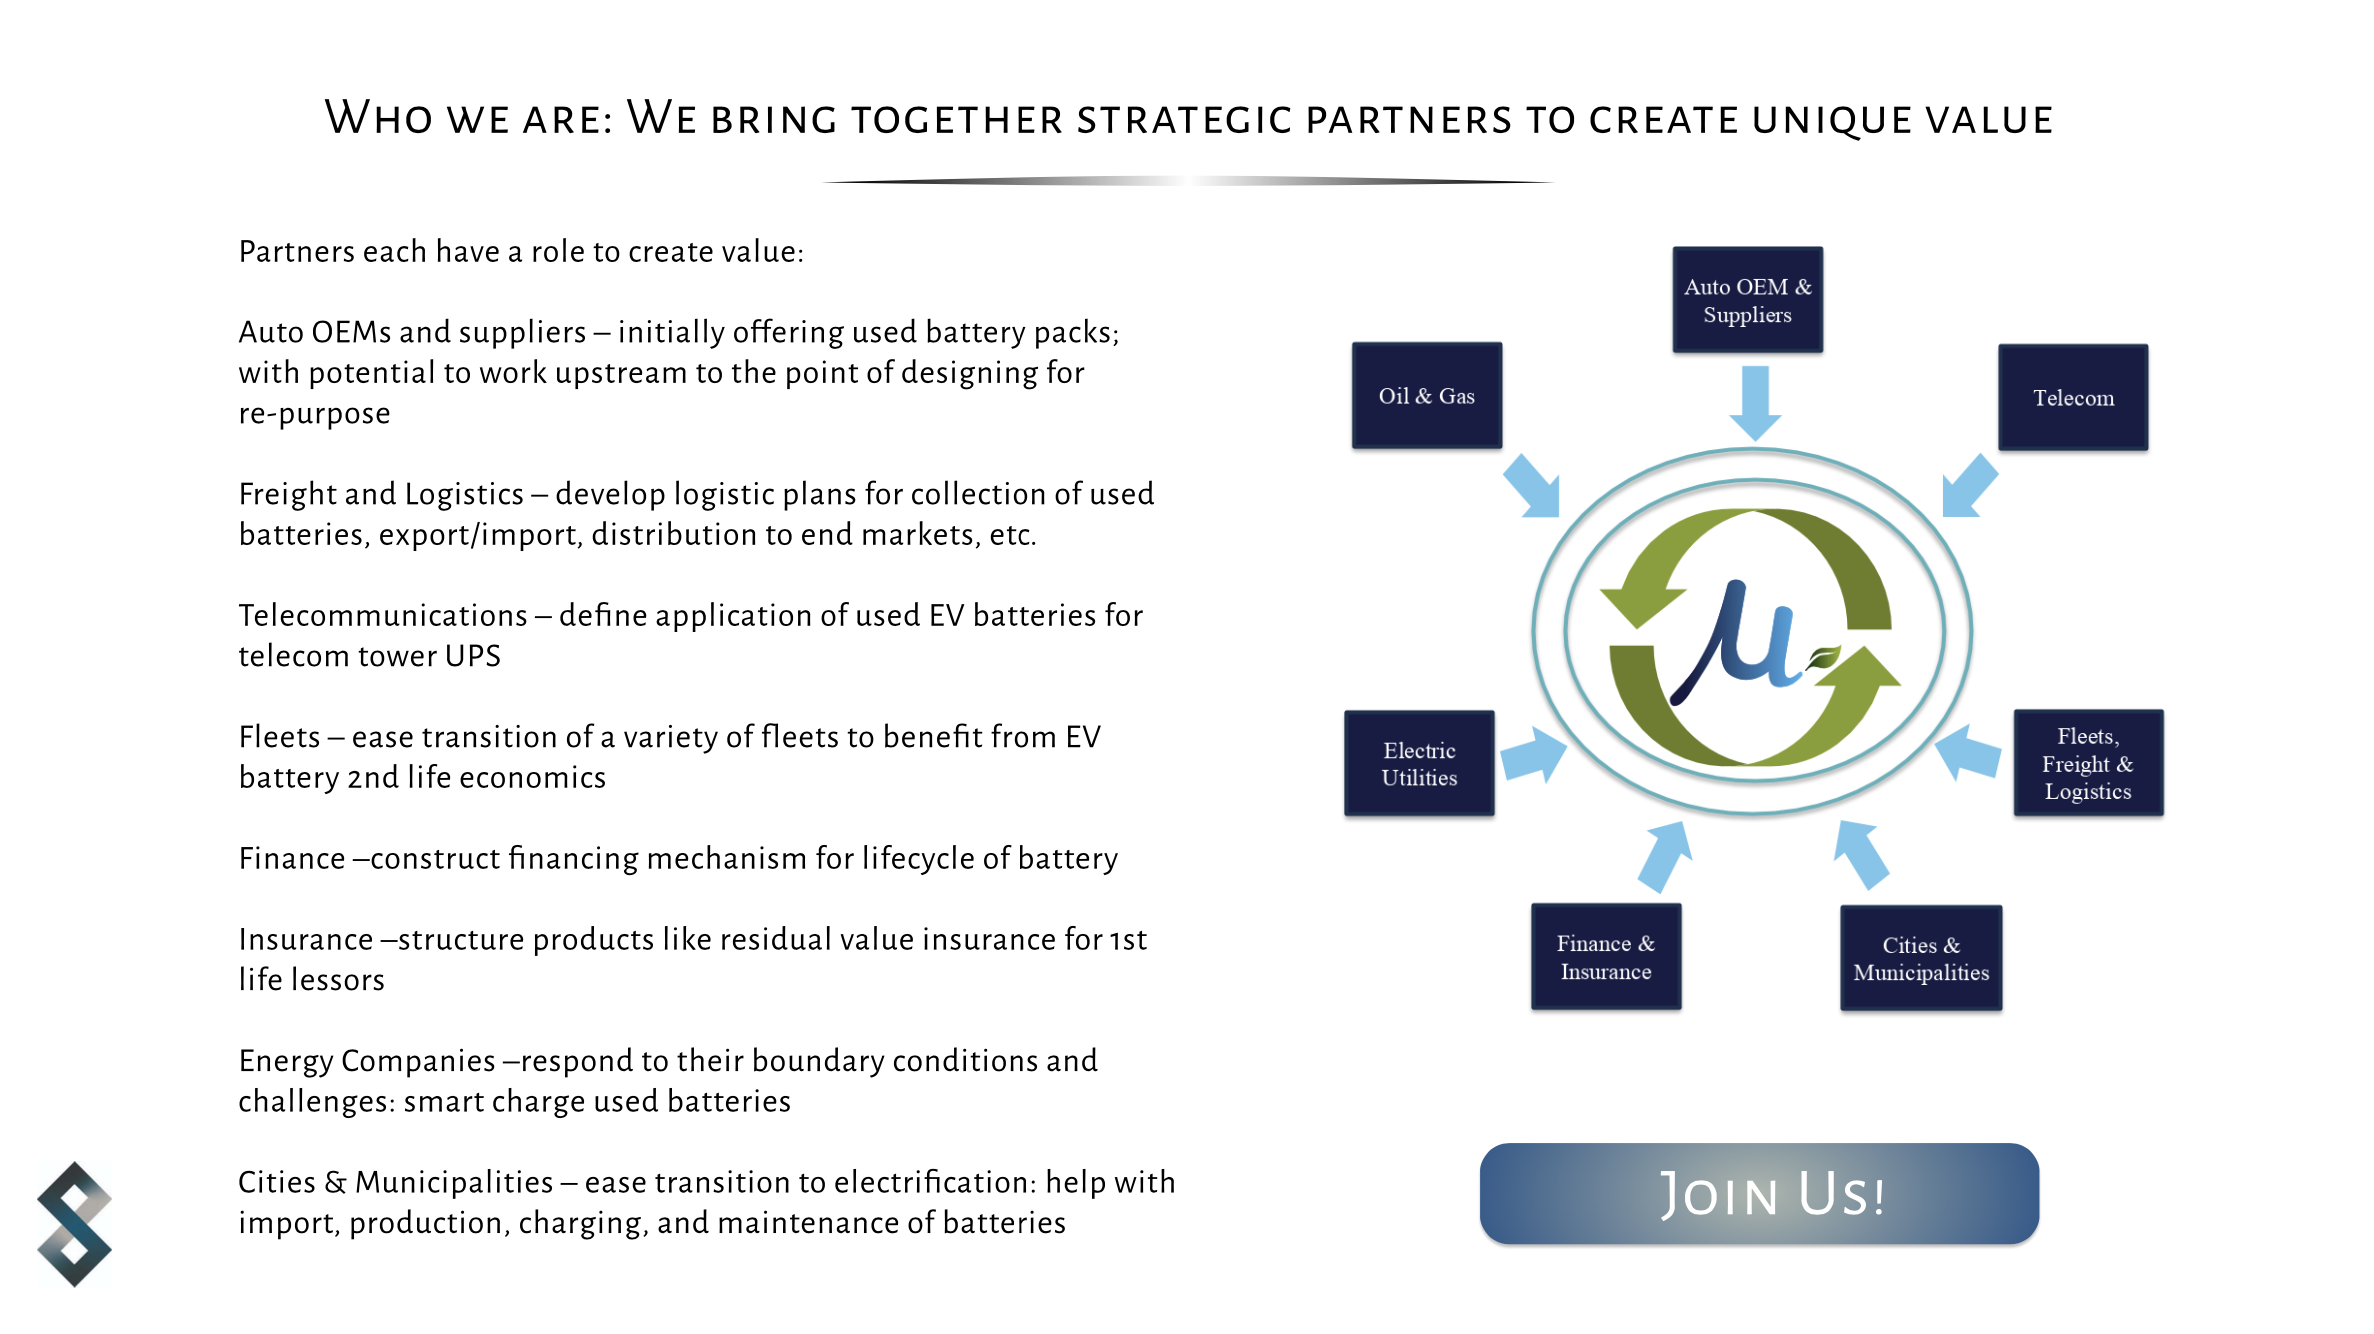 Who we are: We bring together strategic partners to create unique value
Partners each have a role to create value:
Auto OEMs and suppliers – initially offering used battery packs;
with potential to work upstream to the point of designing for
re-purpose
Freight and Logistics – develop logistic plans for collection of used
batteries, export/import, distribution to end markets, etc.
Telecommunications – define application of used EV batteries for
telecom tower UPS
Fleets – ease transition of a variety of fleets to benefit from EV
battery 2nd life economics
Finance –construct financing mechanism for lifecycle of battery
Insurance –structure products like residual value insurance for 1st
life lessors
Energy Companies –respond to their boundary conditions and
challenges: smart charge used batteries
Cities & Municipalities – ease transition to electrification: help with
import, production, charging, and maintenance of batteries
Auto OEM &
Suppliers
Oil & Gas
Telecom
μ
Electric
Utilities
Fleets,
Freight &
Logistics
Finance &
Insurance
Cities &
Municipalities
Join Us!